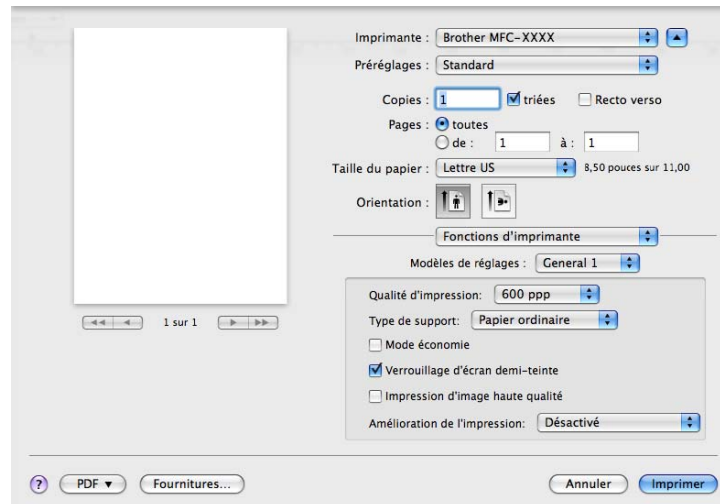 Imprimante : Brother MFC-XXXX
Préréglages : Standard
Copies : 1 triées Recto verso
Pages : toutes
de : 1 à : 1
Taille du papier : Lettre US 8,50 pouces sur 11,00
Orientation :
Fonctions d'imprimante
Modèles de réglages : General 1
Qualité d'impression: 600 ppp
1 sur 1
Type de support: Papier ordinaire
Mode économie
Verrouillage d'écran demi-teinte
Impression d'image haute qualité
Amélioration de l'impression: Désactivé
? PDF Fournitures... Annuler Imprimer